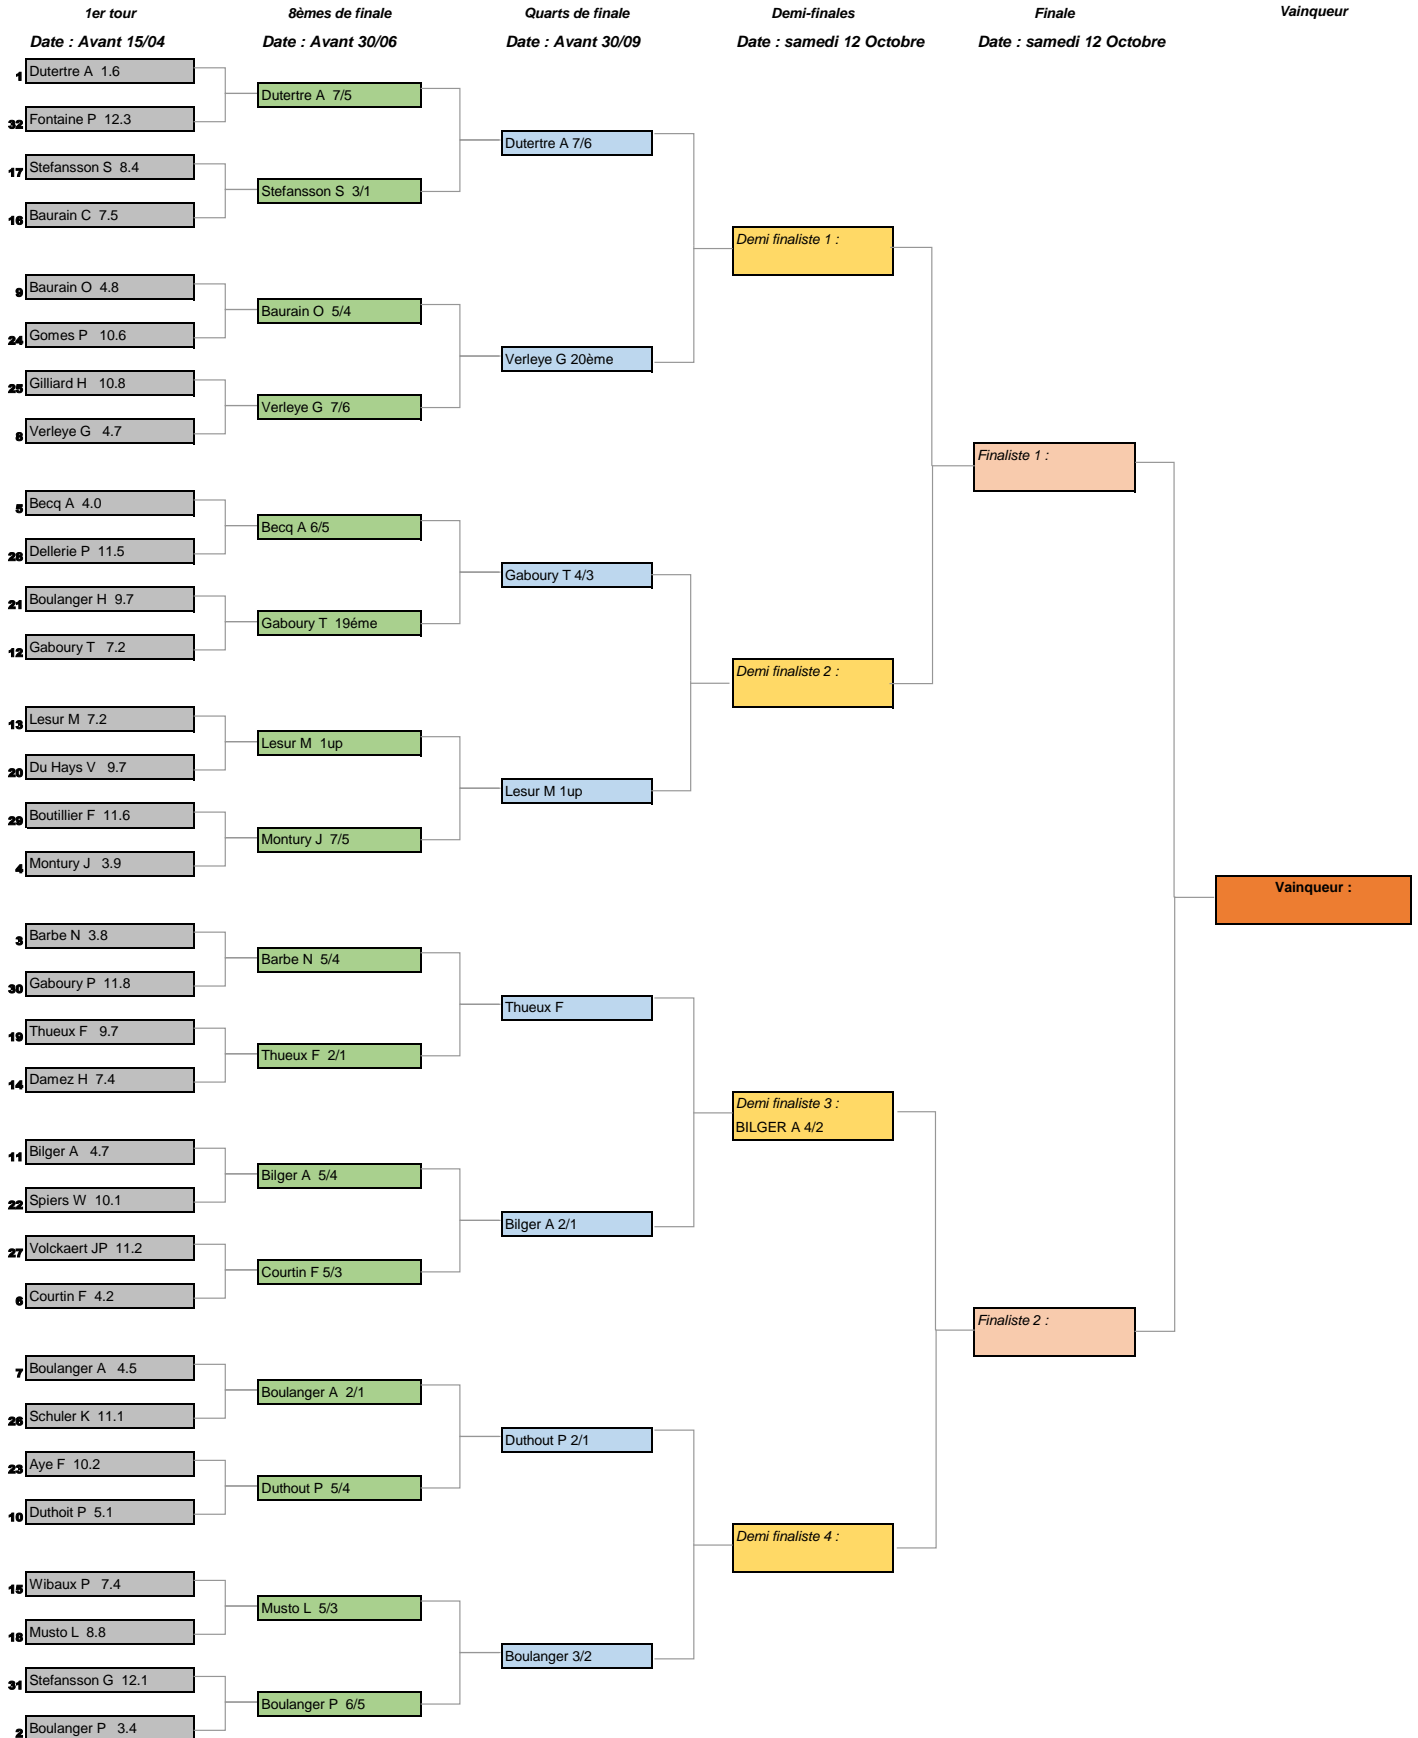 1er tour
8èmes de finale
Quarts de finale
Demi-finales
Finale
Vainqueur
Date : Avant 15/04
Date : Avant 30/06
Date : Avant 30/09
Date : samedi 12 Octobre
Date : samedi 12 Octobre
1 Dutertre A 1.6
32 Fontaine P 12.3
17 Stefansson S 8.4
16 Baurain C 7.5
9 Baurain O 4.8
24 Gomes P 10.6
25 Gilliard H 10.8
8 Verleye G 4.7
5 Becq A 4.0
28 Dellerie P 11.5
21 Boulanger H 9.7
12 Gaboury T 7.2
13 Lesur M 7.2
20 Du Hays V 9.7
29 Boutillier F 11.6
4 Montury J 3.9
3 Barbe N 3.8
30 Gaboury P 11.8
19 Thueux F 9.7
14 Damez H 7.4
11 Bilger A 4.7
22 Spiers W 10.1
27 Volckaert JP 11.2
6 Courtin F 4.2
7 Boulanger A 4.5
26 Schuler K 11.1
23 Aye F 10.2
10 Duthoit P 5.1
15 Wibaux P 7.4
18 Musto L 8.8
31 Stefansson G 12.1
2 Boulanger P 3.4
Dutertre A 7/5
Stefansson S 3/1
Baurain O 5/4
Verleye G 7/6
Becq A 6/5
Gaboury T 19éme
Lesur M 1up
Montury J 7/5
Barbe N 5/4
Thueux F 2/1
Bilger A 5/4
Courtin F 5/3
Boulanger A 2/1
Duthout P 5/4
Musto L 5/3
Boulanger P 6/5
Dutertre A 7/6
Verleye G 20ème
Gaboury T 4/3
Lesur M 1up
Thueux F
Bilger A 2/1
Duthout P 2/1
Boulanger 3/2
Demi finaliste 1 :
Demi finaliste 2 :
Demi finaliste 3 :
BILGER A 4/2
Demi finaliste 4 :
Finaliste 1 :
Finaliste 2 :
Vainqueur :